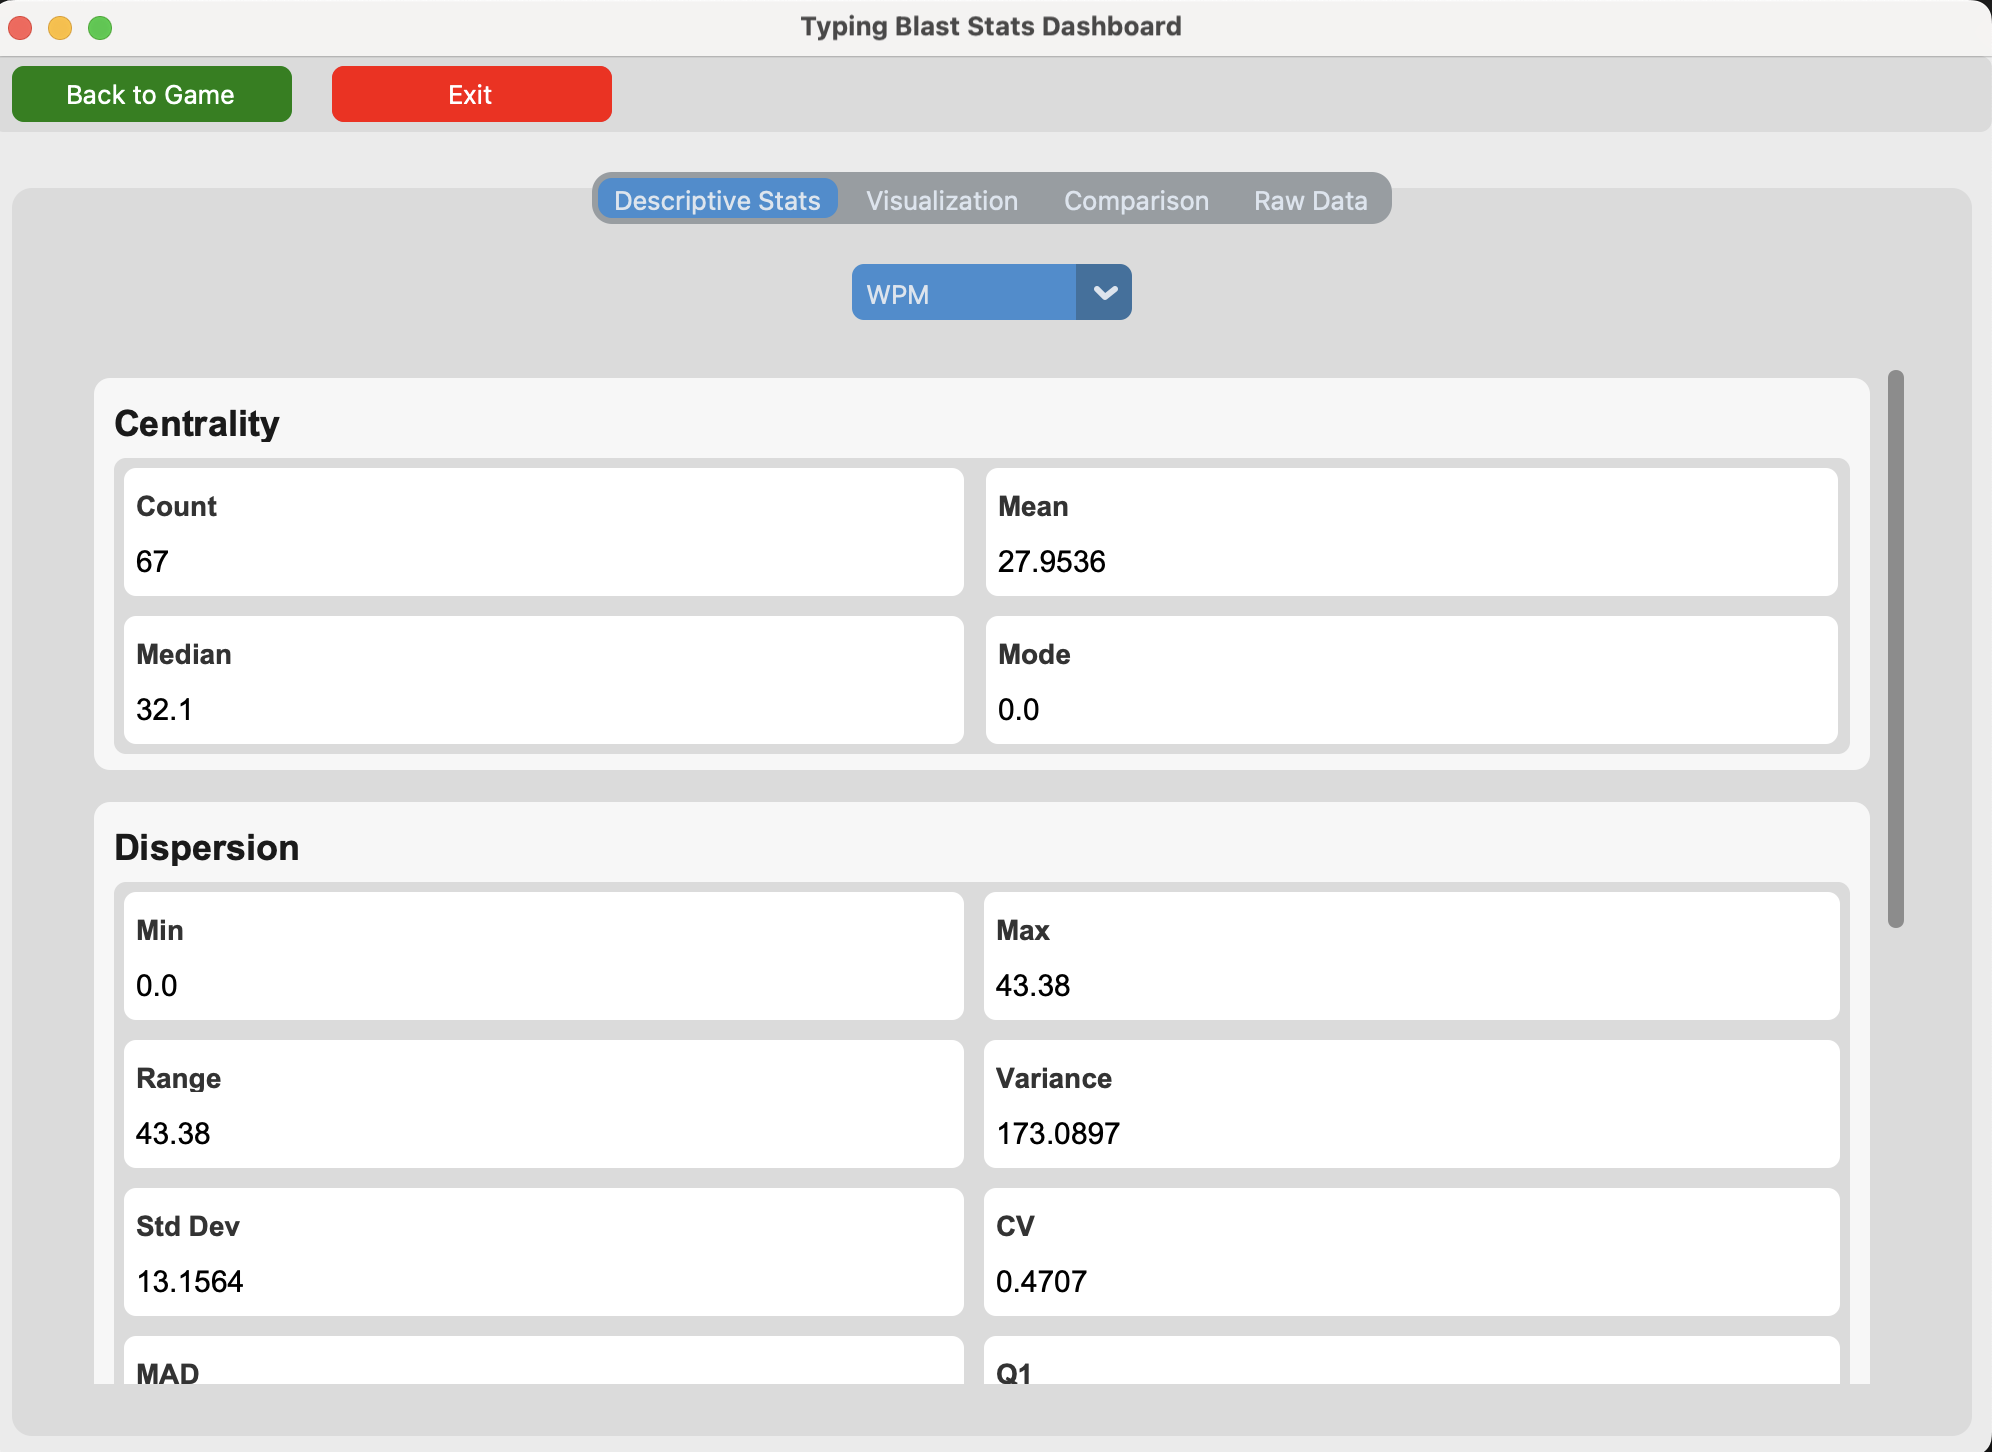 Typing Blast Stats Dashboard
Back to Game
Exit
Descriptive Stats
Visualization
Comparison
Raw Data
WPM
Centrality
Count
67
Mean
27.9536
Median
32.1
Mode
0.0
Dispersion
Min
0.0
Max
43.38
Range
43.38
Variance
173.0897
Std Dev
13.1564
CV
0.4707
MAD
Q1